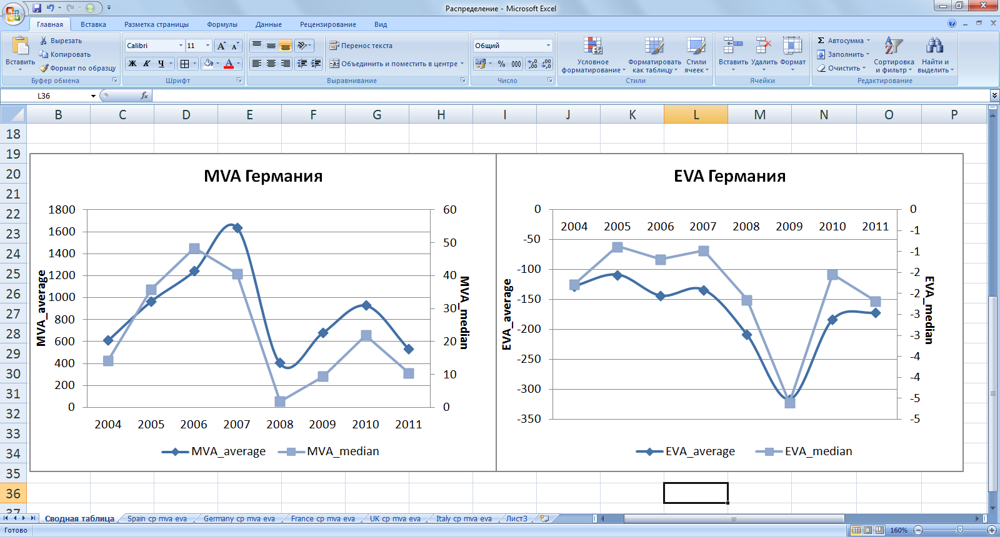 Распределение - Microsoft Excel
Главная Вставка Разметка страницы Формулы Данные Рецензирование Вид
Вставить
Вырезать
Копировать
Формат по образцу
Буфер обмена
Calibri 11
Ж К Ч А
Шрифт
Перенос текста
Объединить и поместить в центре
Выравнивание
Общий
% 000
Число
Условное форматирование
Форматировать как таблицу
Стили ячеек
Стили
Вставить Удалить Формат
Ячейки
Σ Автосумма
Заполнить
Очистить
Сортировка и фильтр
Найти и выделить
Редактирование
L36 fx
B C D E F G H I J K L M N O P
18
19
20
21
22
23
24
25
26
27
28
29
30
31
32
33
34
35
36
37
MVA Германия
1800
1600
1400
1200
1000
800
600
400
200
0
MVA_average
60
50
40
30
20
10
0
MVA_median
2004 2005 2006 2007 2008 2009 2010 2011
MVA_average MVA_median
EVA Германия
0
-50
-100
-150
-200
-250
-300
-350
EVA_average
2004 2005 2006 2007 2008 2009 2010 2011
0
-1
-1
-2
-2
-3
-3
-4
-4
-5
-5
EVA_median
EVA_average EVA_median
Сводная таблица Spain cp mva eva Germany cp mva eva France cp mva eva UK cp mva eva Italy cp mva eva Лист3
Готово 160%